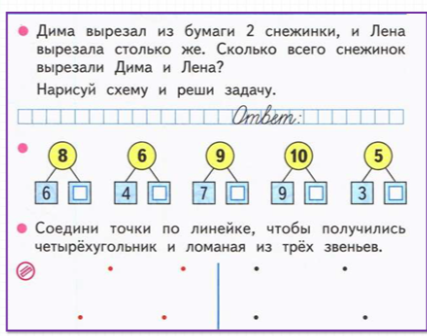 Дима вырезал из бумаги 2 снежинки, и Лена
вырезала столько же. Сколько всего снежинок
вырезали Дима и Лена?
Нарисуй схему и реши задачу.
Ответ:
8 6 9 10 5
6 4 7 9 3
Соедини точки по линейке, чтобы получились
четырёхугольник и ломаная из трёх звеньев.